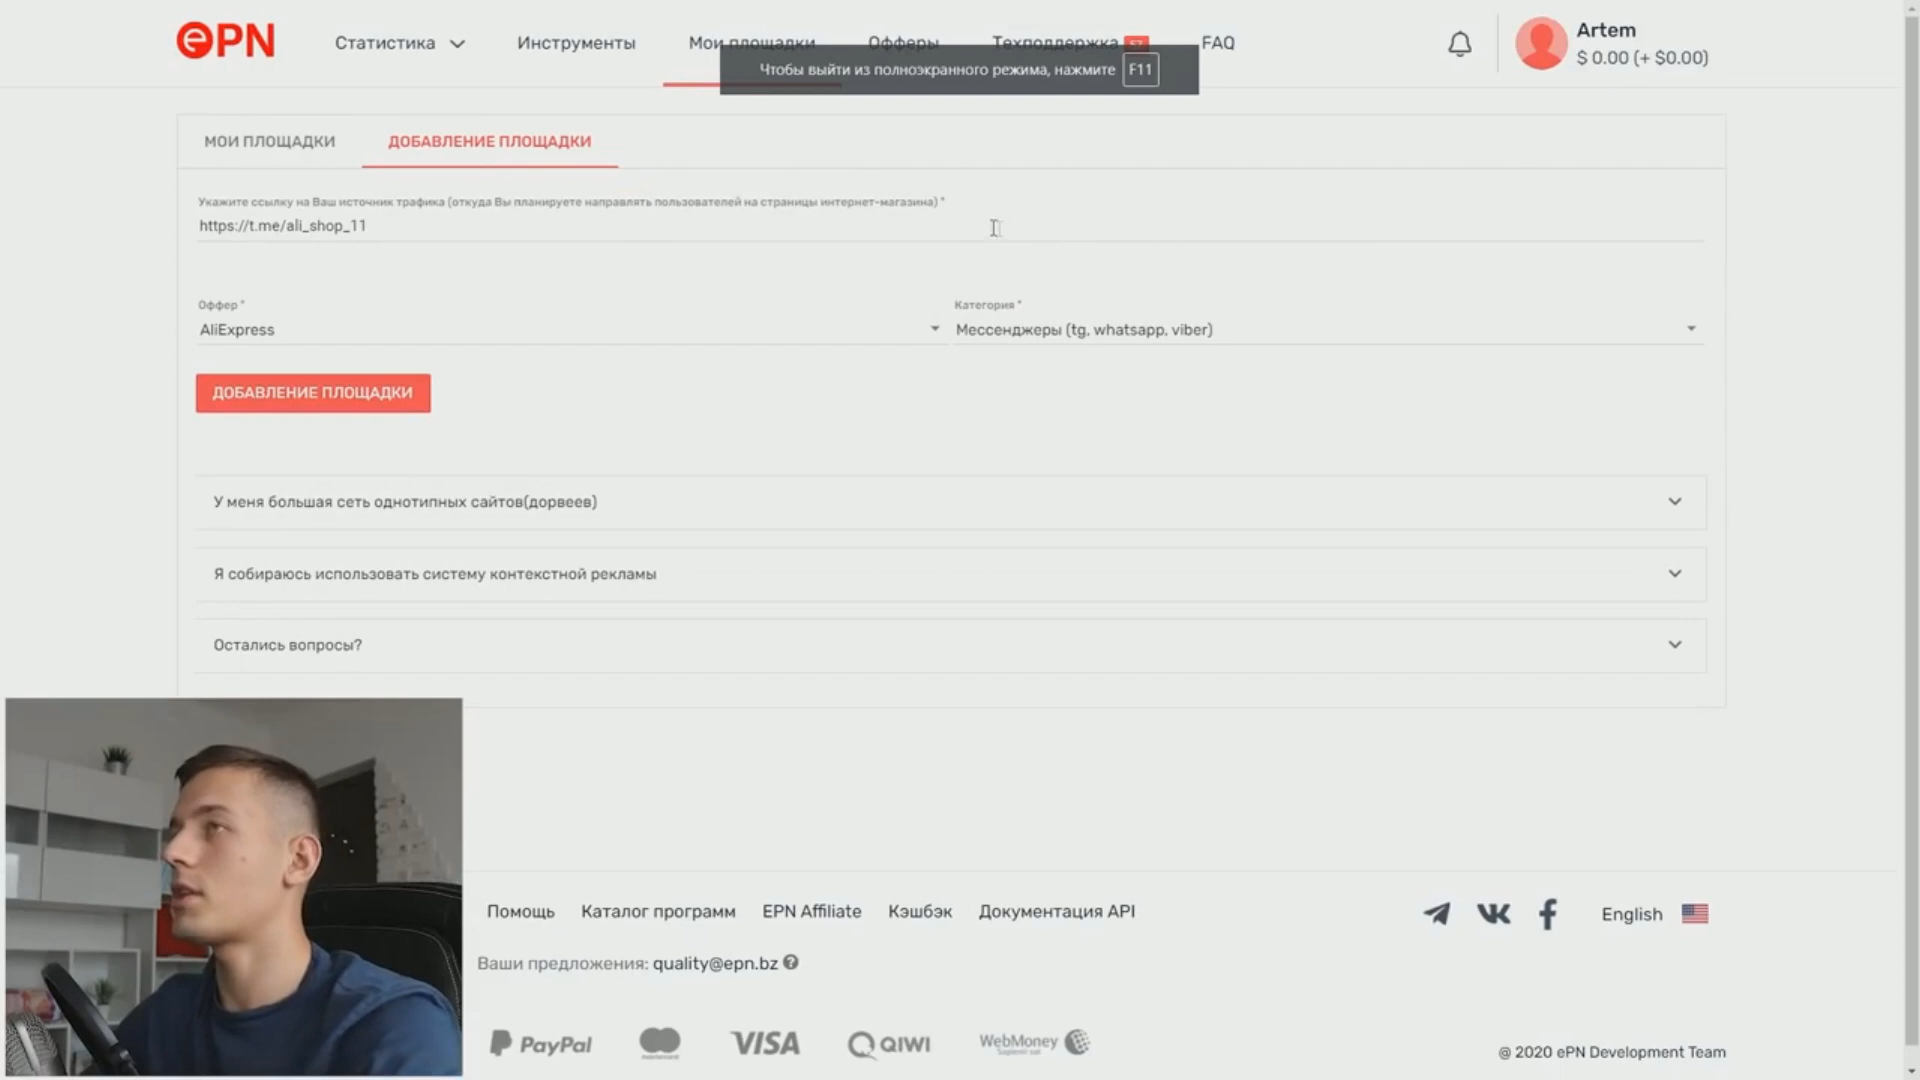 ePN
Статистика
Инструменты
Мои площадки
Офферы
Техподдержка
FAQ
Artem
$ 0.00 (+ $0.00)
Чтобы выйти из полноэкранного режима, нажмите F11
МОИ ПЛОЩАДКИ
ДОБАВЛЕНИЕ ПЛОЩАДКИ
Укажите ссылку на Ваш источник трафика (откуда Вы планируете направлять пользователей на страницы интернет-магазина) *
https://t.me/ali_shop_11
Оффер *
Категория *
AliExpress
Мессенджеры (tg, whatsapp, viber)
ДОБАВЛЕНИЕ ПЛОЩАДКИ
У меня большая сеть однотипных сайтов(дорвеев)
Я собираюсь использовать систему контекстной рекламы
Остались вопросы?
Помощь
Каталог программ
EPN Affiliate
Кэшбэк
Документация API
English
Ваши предложения: quality@epn.bz
PayPal
mastercard
VISA
QIWI
WebMoney
@ 2020 ePN Development Team